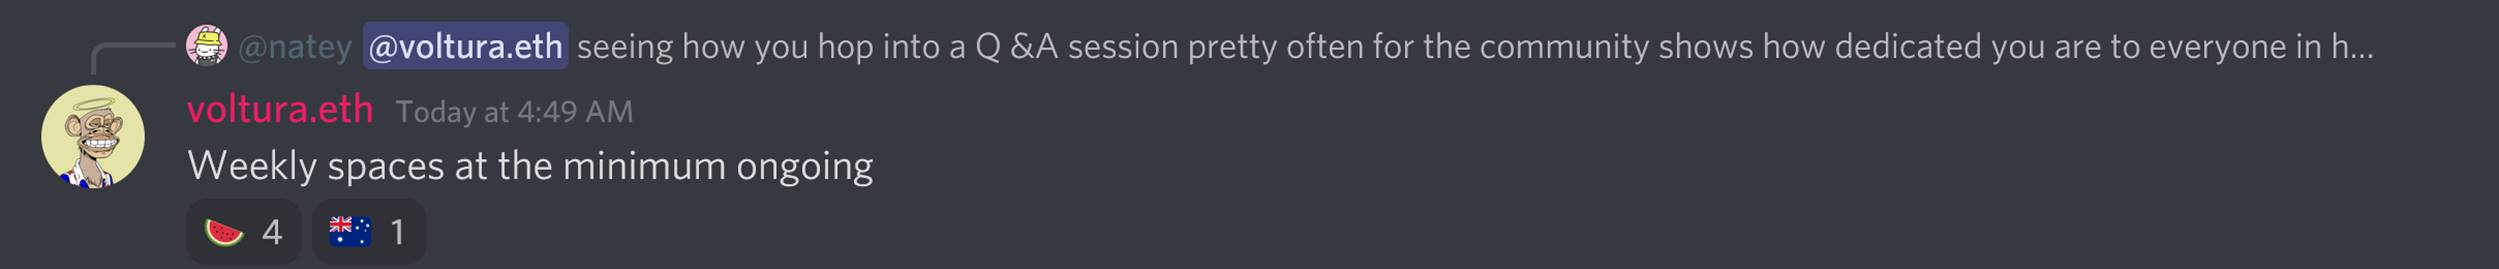 @natey @voltura.eth seeing how you hop into a Q &A session pretty often for the community shows how dedicated you are to everyone in h...
voltura.eth Today at 4:49 AM
Weekly spaces at the minimum ongoing
4 1